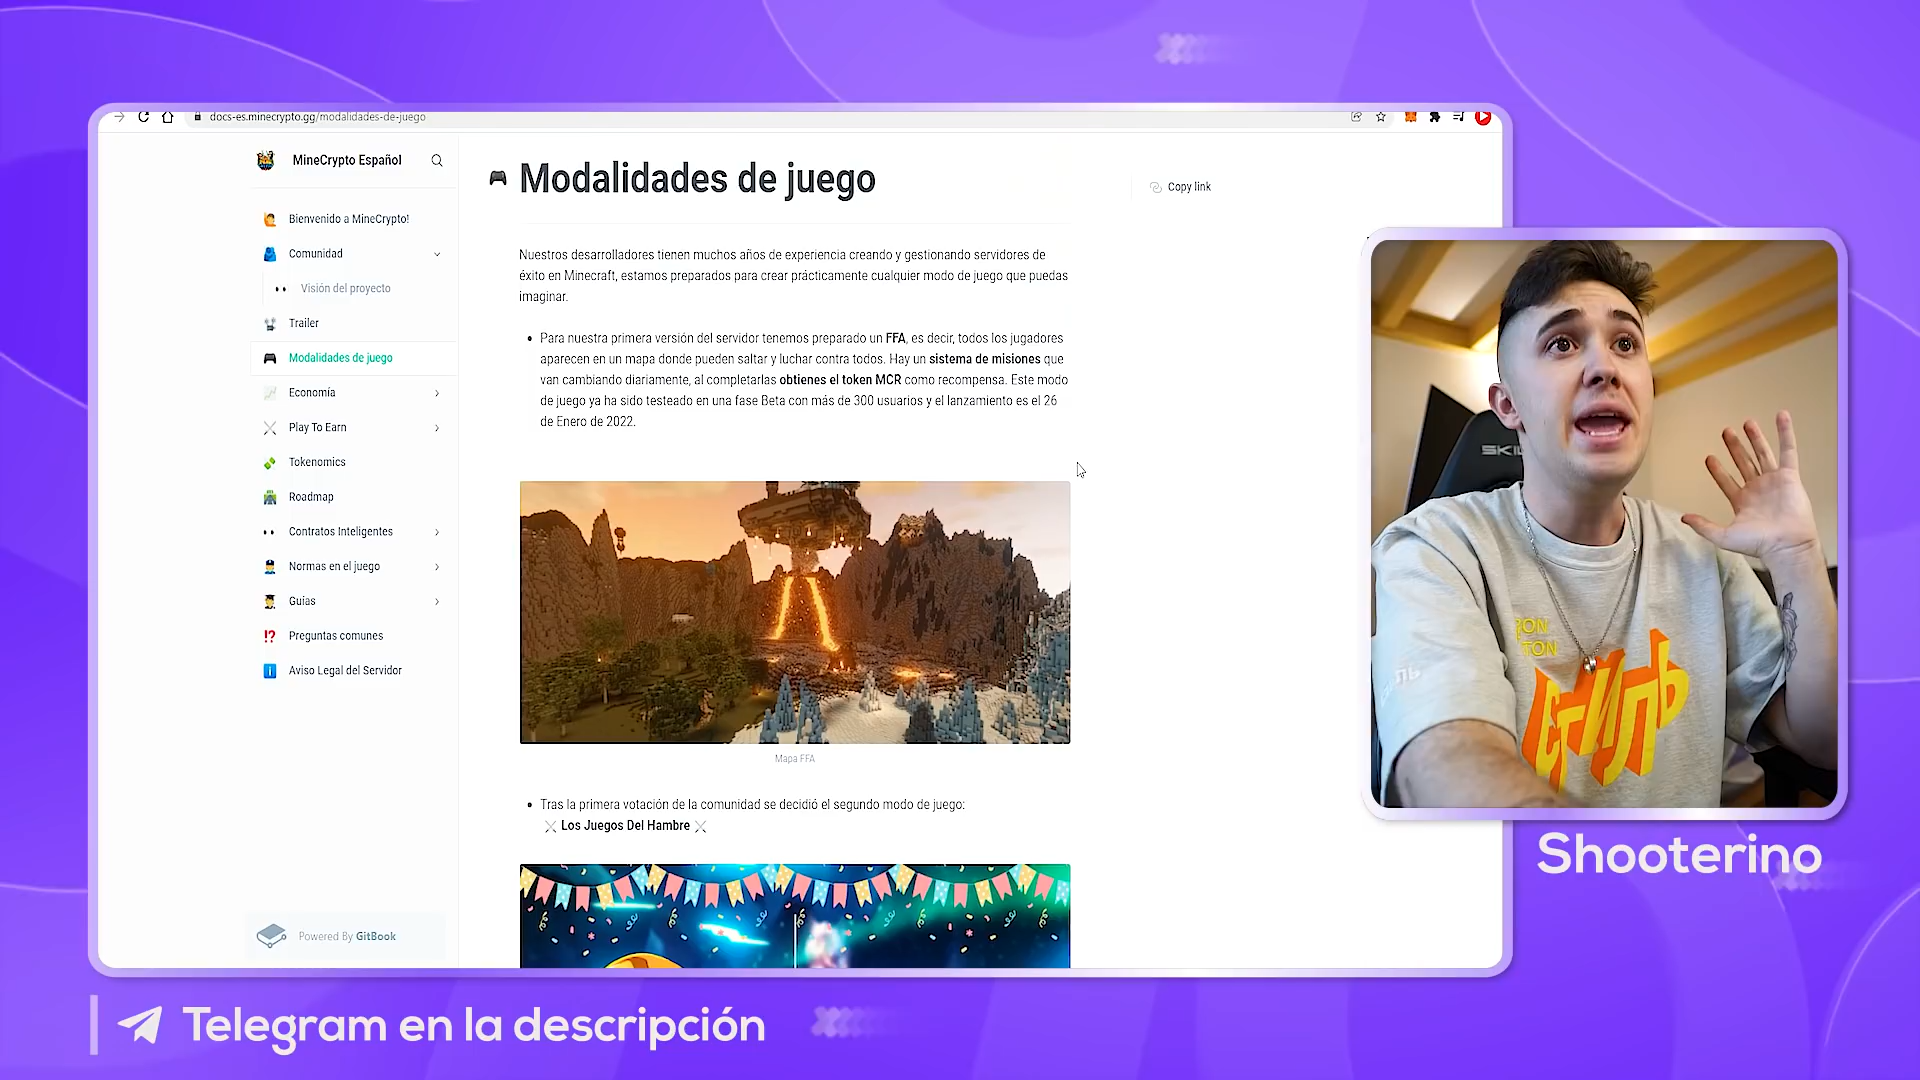 docs-es.minecrypto.gg/modalidades-de-juego
MineCrypto Español
Bienvenido a MineCrypto!
Comunidad
Visión del proyecto
Trailer
Modalidades de juego
Economía
Play To Earn
Tokenomics
Roadmap
Contratos Inteligentes
Normas en el juego
Guías
Preguntas comunes
Aviso Legal del Servidor
Powered By GitBook
Modalidades de juego
Copy link
Nuestros desarrolladores tienen muchos años de experiencia creando y gestionando servidores de
éxito en Minecraft, estamos preparados para crear prácticamente cualquier modo de juego que puedas
imaginar.
Para nuestra primera versión del servidor tenemos preparado un FFA, es decir, todos los jugadores
aparecen en un mapa donde pueden saltar y luchar contra todos. Hay un sistema de misiones que
van cambiando diariamente, al completarlas obtienes el token MCR como recompensa. Este modo
de juego ya ha sido testeado en una fase Beta con más de 300 usuarios y el lanzamiento es el 26
de Enero de 2022.
Mapa FFA
Tras la primera votación de la comunidad se decidió el segundo modo de juego:
Los Juegos Del Hambre
СТИЛЬ
Shooterino
Telegram en la descripción